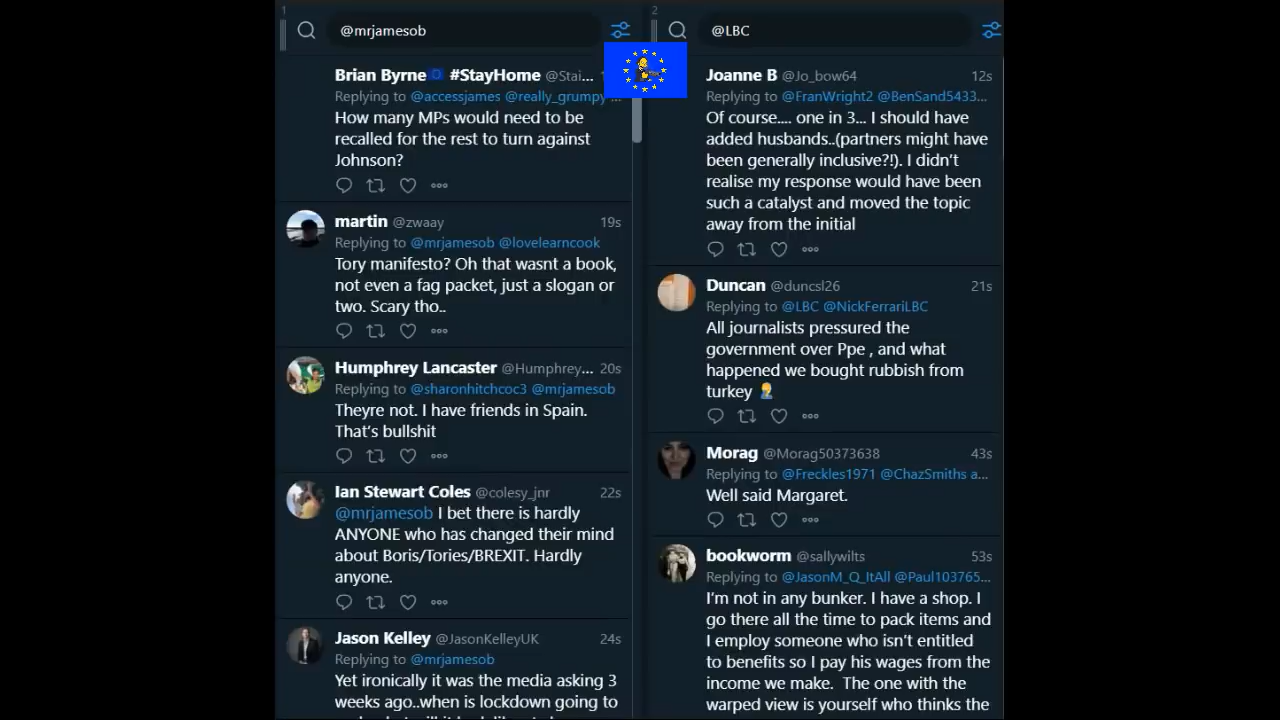 1
@mrjamesob
Brian Byrne #StayHome @Stai...
Replying to @accessjames @really_grumpy...
How many MPs would need to be
recalled for the rest to turn against
Johnson?
martin @zwaay 19s
Replying to @mrjamesob @lovelearncook
Tory manifesto? Oh that wasnt a book,
not even a fag packet, just a slogan or
two. Scary tho..
Humphrey Lancaster @Humphrey... 20s
Replying to @sharonhitchcoc3 @mrjamesob
Theyre not. I have friends in Spain.
That's bullshit
Ian Stewart Coles @colesy_jnr 22s
@mrjamesob I bet there is hardly
ANYONE who has changed their mind
about Boris/Tories/BREXIT. Hardly
anyone.
Jason Kelley @JasonKelleyUK 24s
Replying to @mrjamesob
Yet ironically it was the media asking 3
weeks ago..when is lockdown going to
2
@LBC
Joanne B @Jo_bow64 12s
Replying to @FranWright2 @BenSand5433...
Of course.... one in 3... I should have
added husbands..(partners might have
been generally inclusive?!). I didn't
realise my response would have been
such a catalyst and moved the topic
away from the initial
Duncan @duncsl26 21s
Replying to @LBC @NickFerrariLBC
All journalists pressured the
government over Ppe , and what
happened we bought rubbish from
turkey 🤦‍♂️
Morag @Morag50373638 43s
Replying to @Freckles1971 @ChazSmiths a...
Well said Margaret.
bookworm @sallywilts 53s
Replying to @JasonM_Q_ItAll @Paul103765...
I'm not in any bunker. I have a shop. I
go there all the time to pack items and
I employ someone who isn't entitled
to benefits so I pay his wages from the
income we make. The one with the
warped view is yourself who thinks the